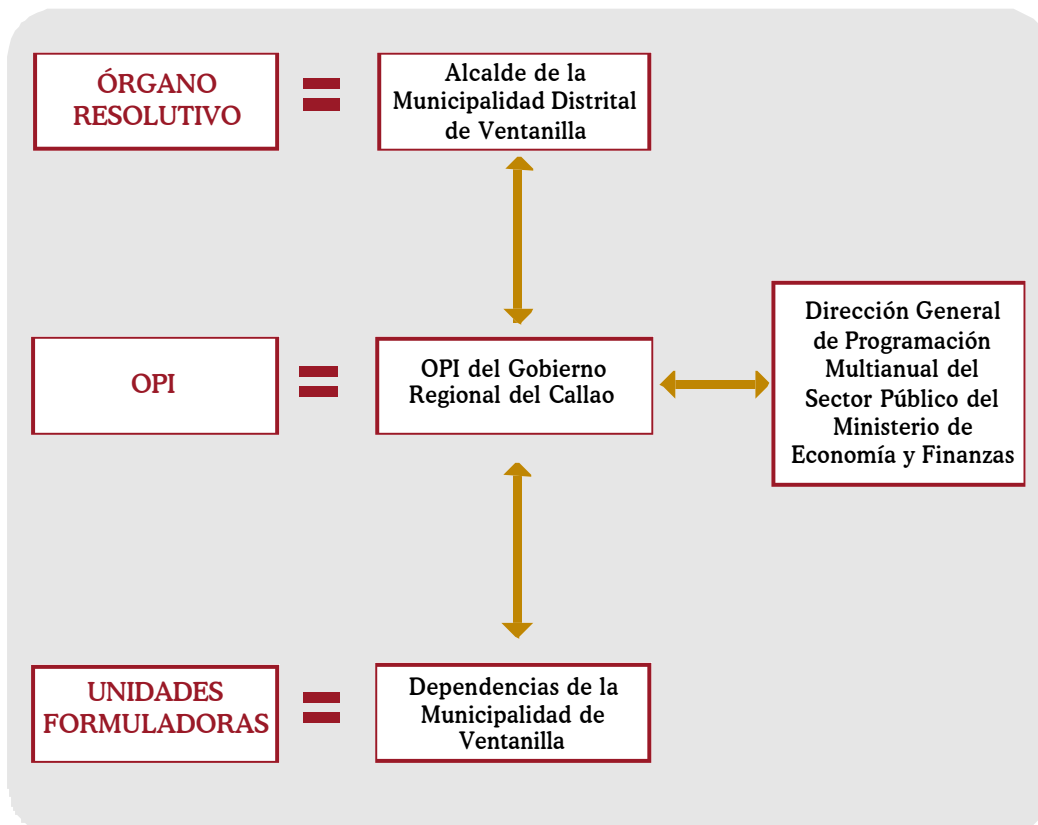 ÓRGANO
RESOLUTIVO
Alcalde de la
Municipalidad Distrital
de Ventanilla
OPI
OPI del Gobierno
Regional del Callao
Dirección General
de Programación
Multianual del
Sector Público del
Ministerio de
Economía y Finanzas
UNIDADES
FORMULADORAS
Dependencias de la
Municipalidad de
Ventanilla